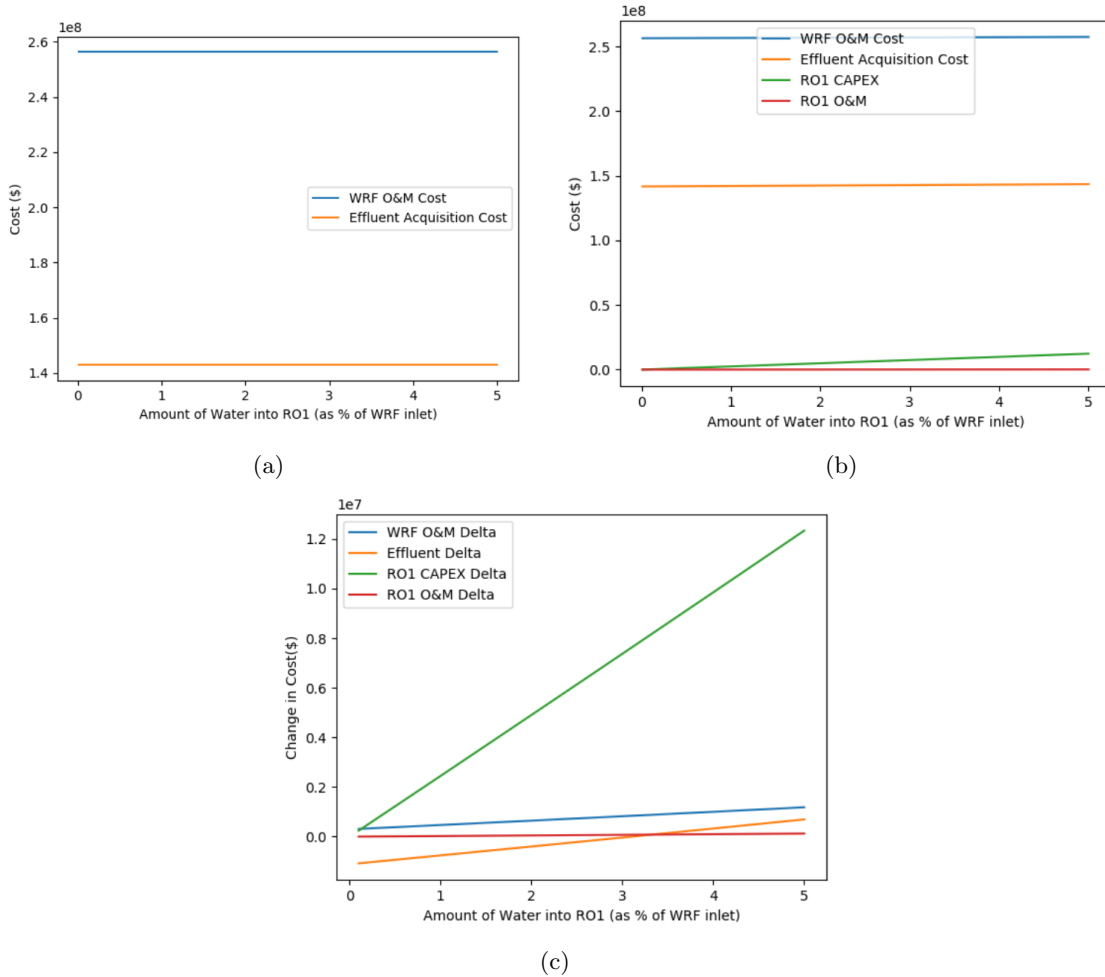 1e8
2.6
2.4
2.2
2.0
1.8
1.6
1.4
Cost ($)
WRF O&M Cost
Effluent Acquisition Cost
0 1 2 3 4 5
Amount of Water into RO1 (as % of WRF inlet)
(a)
1e8
2.5
2.0
1.5
1.0
0.5
0.0
Cost ($)
WRF O&M Cost
Effluent Acquisition Cost
RO1 CAPEX
RO1 O&M
0 1 2 3 4 5
Amount of Water into RO1 (as % of WRF inlet)
(b)
1e7
1.2
1.0
0.8
0.6
0.4
0.2
0.0
Change in Cost($)
WRF O&M Delta
Effluent Delta
RO1 CAPEX Delta
RO1 O&M Delta
0 1 2 3 4 5
Amount of Water into RO1 (as % of WRF inlet)
(c)